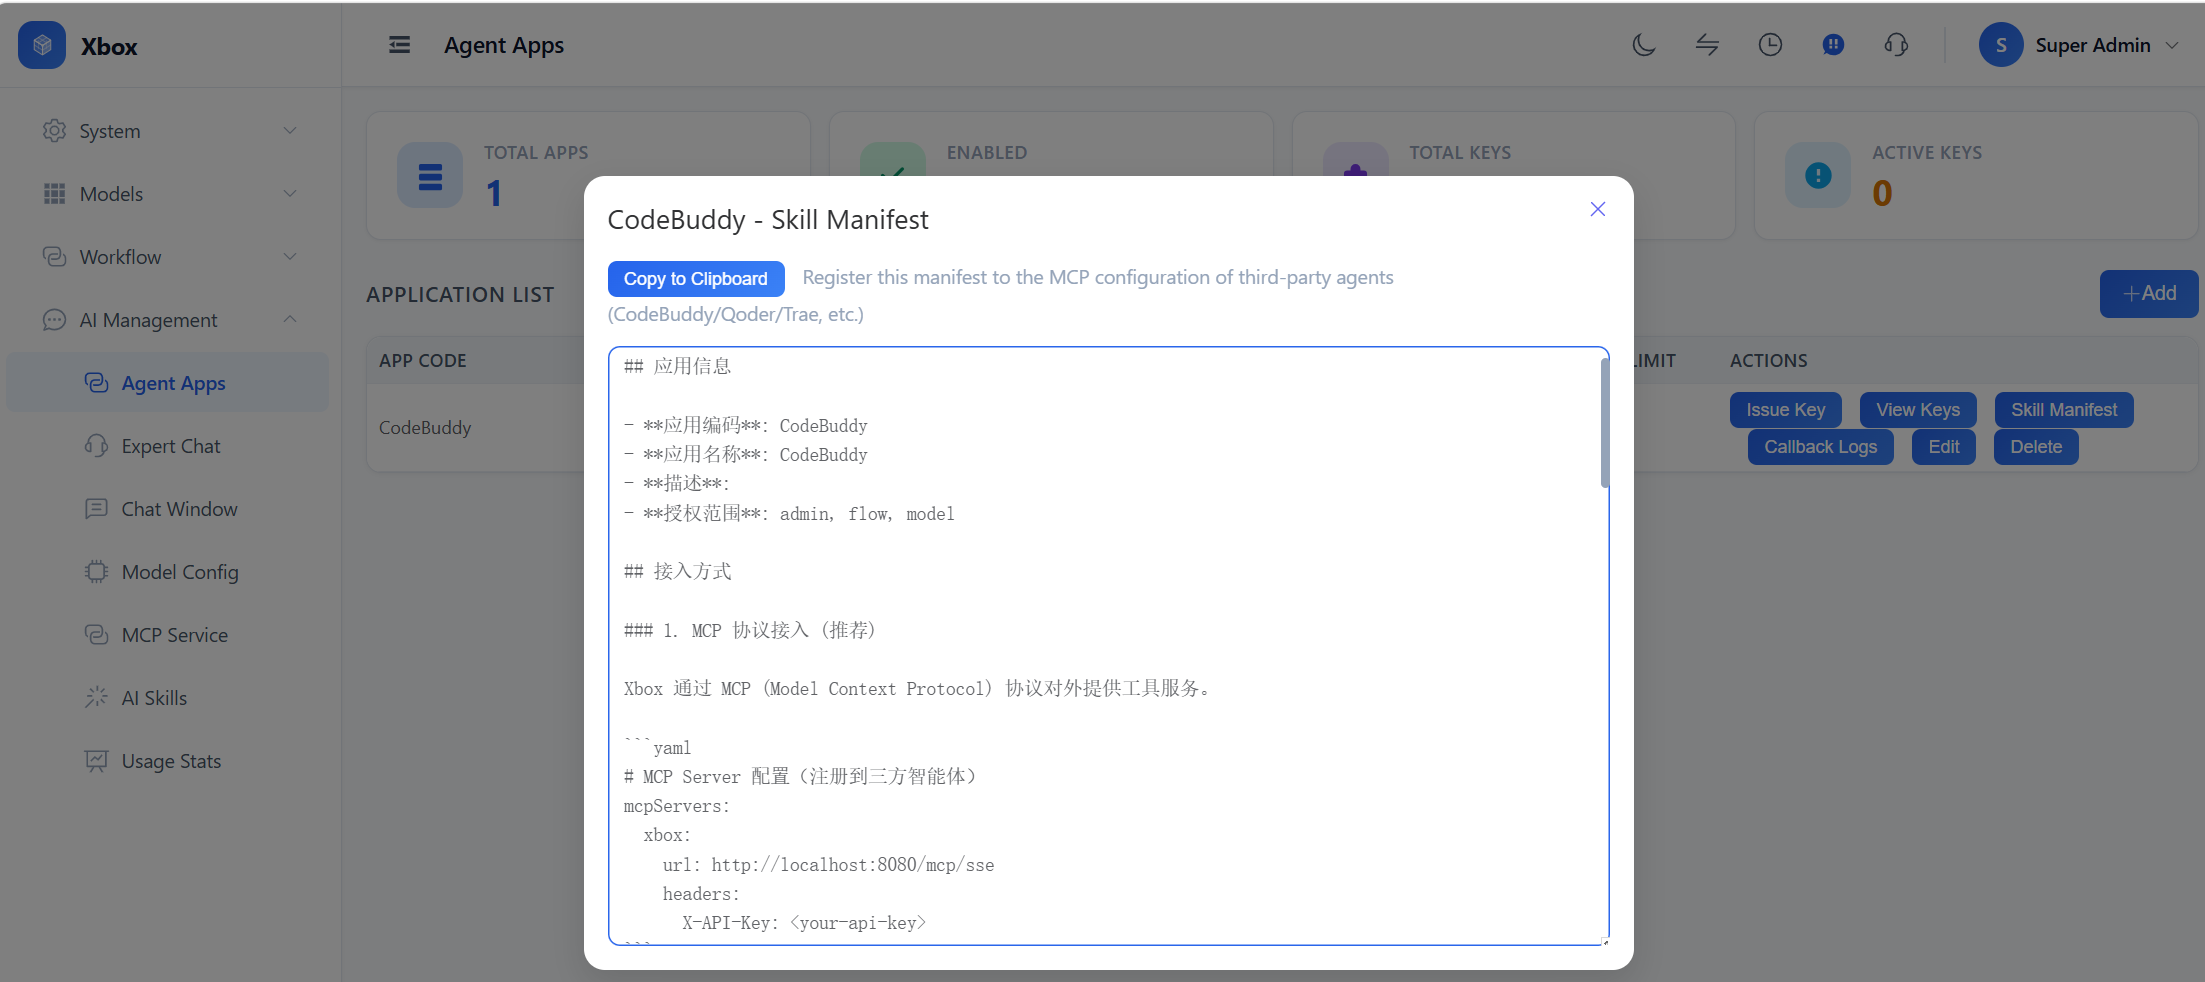 Xbox
Agent Apps
S
Super Admin
System
Models
Workflow
AI Management
Agent Apps
Expert Chat
Chat Window
Model Config
MCP Service
AI Skills
Usage Stats
TOTAL APPS
1
ENABLED
TOTAL KEYS
ACTIVE KEYS
0
APPLICATION LIST
+Add
APP CODE
LIMIT
ACTIONS
CodeBuddy
Issue Key
View Keys
Skill Manifest
Callback Logs
Edit
Delete
CodeBuddy - Skill Manifest
Copy to Clipboard
Register this manifest to the MCP configuration of third-party agents
(CodeBuddy/Qoder/Trae, etc.)
## 应用信息
- **应用编码**: CodeBuddy
- **应用名称**: CodeBuddy
- **描述**:
- **授权范围**: admin, flow, model
## 接入方式
### 1. MCP 协议接入（推荐）
Xbox 通过 MCP (Model Context Protocol) 协议对外提供工具服务。
```yaml
# MCP Server 配置（注册到三方智能体）
mcpServers:
  xbox:
    url: http://localhost:8080/mcp/sse
    headers:
      X-API-Key: <your-api-key>
```